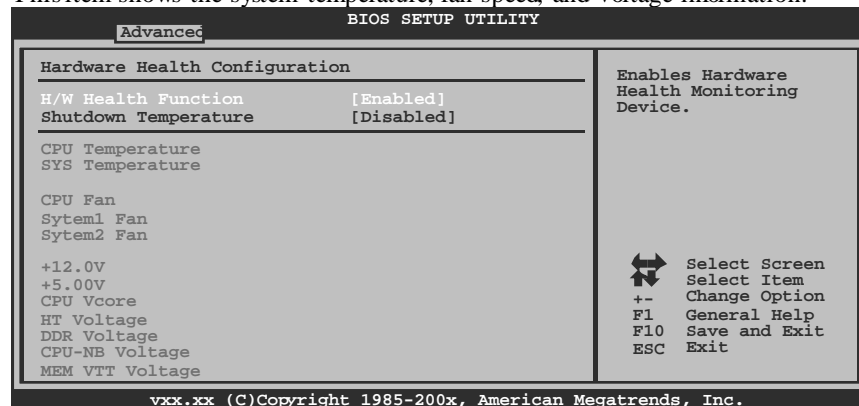 This item shows the system temperature, fan speed, and voltage information.
BIOS SETUP UTILITY
Advanced
Hardware Health Configuration
H/W Health Function [Enabled]
Shutdown Temperature [Disabled]
CPU Temperature
SYS Temperature
CPU Fan
Sytem1 Fan
Sytem2 Fan
+12.0V
+5.00V
CPU Vcore
HT Voltage
DDR Voltage
CPU-NB Voltage
MEM VTT Voltage
Enables Hardware
Health Monitoring
Device.
Select Screen
Select Item
+- Change Option
F1 General Help
F10 Save and Exit
ESC Exit
vxx.xx (C)Copyright 1985-200x, American Megatrends, Inc.